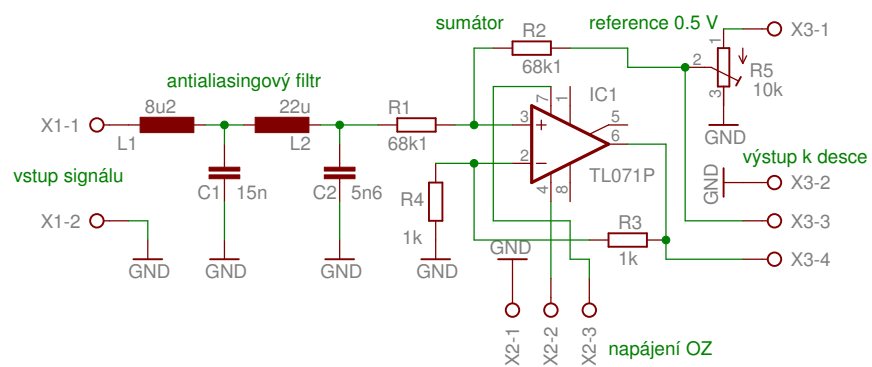 sumátor
reference 0.5 V
R2
68k1
1
X3-1
2
R5
10k
3
GND
antialiasingový filtr
8u2
22u
R1
7
1
IC1
5
X1-1
3
6
L1
L2
68k1
2
TL071P
výstup k desce
vstup signálu
C1
15n
C2
5n6
R4
4
8
GND
X3-2
X1-2
1k
GND
R3
X3-3
GND
GND
GND
GND
1k
X3-4
X2-1
X2-2
X2-3
napájení OZ